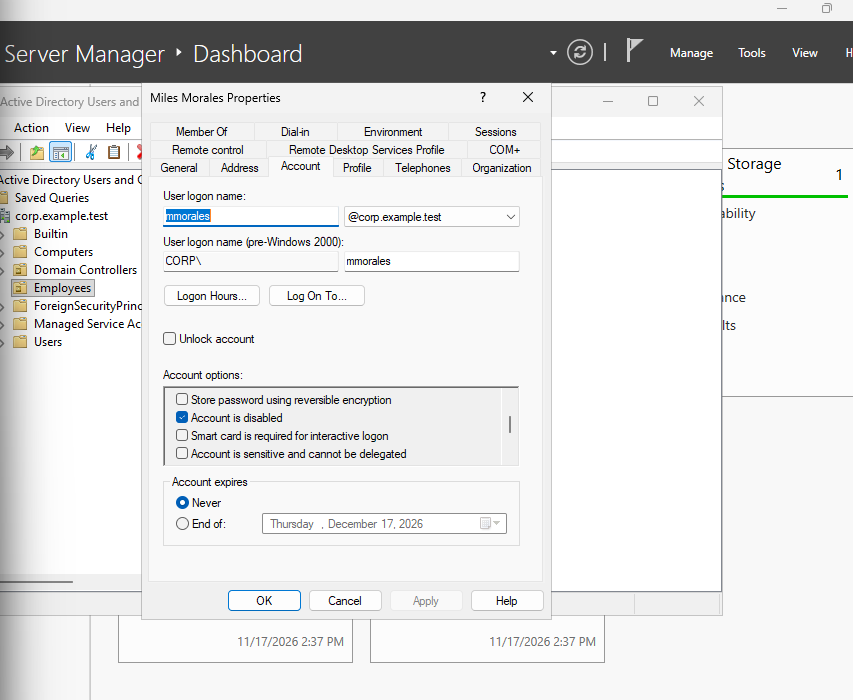 Server Manager ‣ Dashboard
Manage Tools View
Active Directory Users and
Action View Help
Active Directory Users and
Saved Queries
corp.example.test
Builtin
Computers
Domain Controllers
Employees
Managed Service
Users
Miles Morales Properties
?
Member Of Dial-in Environment Sessions
Remote control Remote Desktop Services Profile COM+
General Address Account Profile Telephones Organization
User logon name:
mmorales @corp.example.test
User logon name (pre-Windows 2000):
CORP\ mmorales
Logon Hours... Log On To...
Unlock account
Account options:
Store password using reversible encryption
Account is disabled
Smart card is required for interactive logon
Account is sensitive and cannot be delegated
Account expires
Never
End of: Thursday , December 17, 2026
OK Cancel Apply Help
Storage 1
11/17/2026 2:37 PM 11/17/2026 2:37 PM